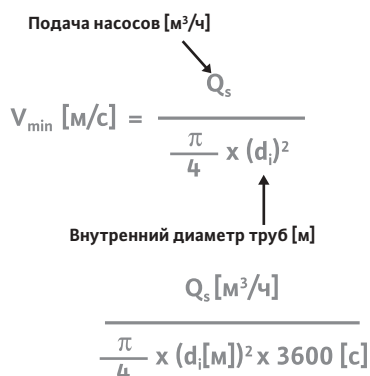 Подача насосов [м³/ч]
Qₛ
Vₘᵢₙ [м/с] =
π
4
x (dᵢ)²
Внутренний диаметр труб [м]
Qₛ [м³/ч]
π
4
x (dᵢ[м])² x 3600 [с]